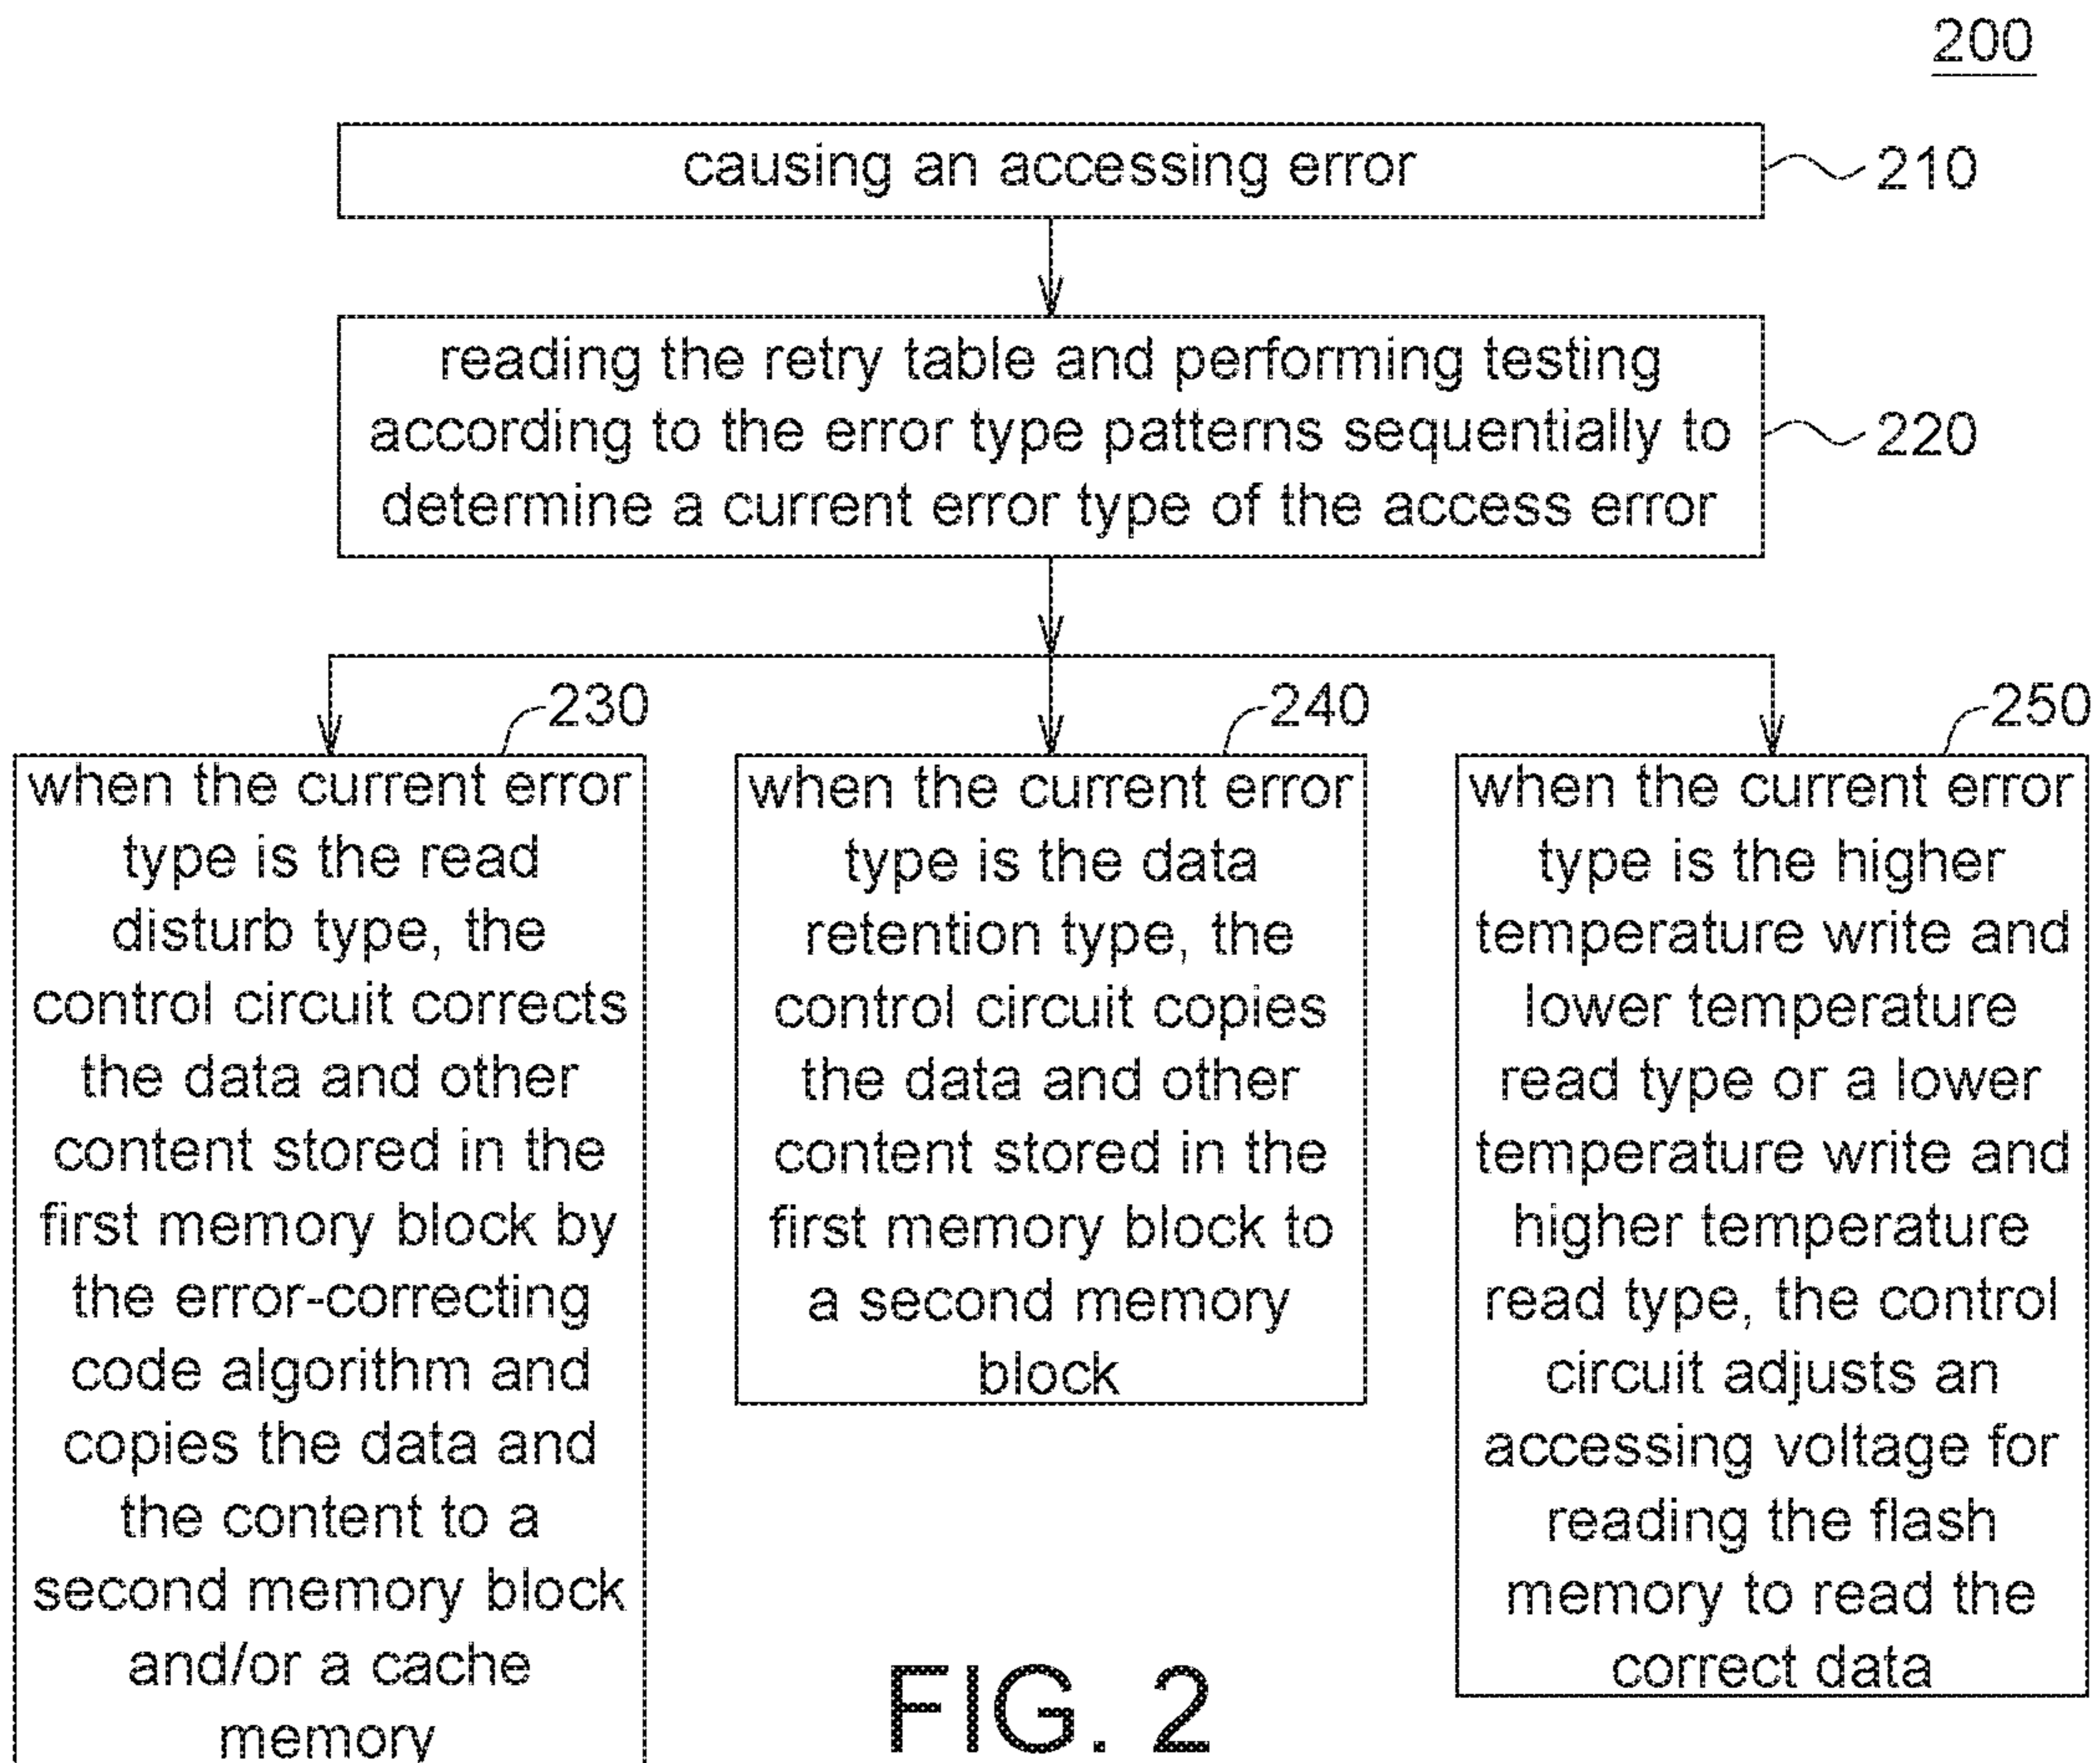 200
causing an accessing error
210
reading the retry table and performing testing
according to the error type patterns sequentially to
determine a current error type of the access error
220
230
when the current error
type is the read
disturb type, the
control circuit corrects
the data and other
content stored in the
first memory block by
the error-correcting
code algorithm and
copies the data and
the content to a
second memory block
and/or a cache
memory
240
when the current error
type is the data
retention type, the
control circuit copies
the data and other
content stored in the
first memory block to
a second memory
block
250
when the current error
type is the higher
temperature write and
lower temperature
read type or a lower
temperature write and
higher temperature
read type, the control
circuit adjusts an
accessing voltage for
reading the flash
memory to read the
correct data
FIG. 2